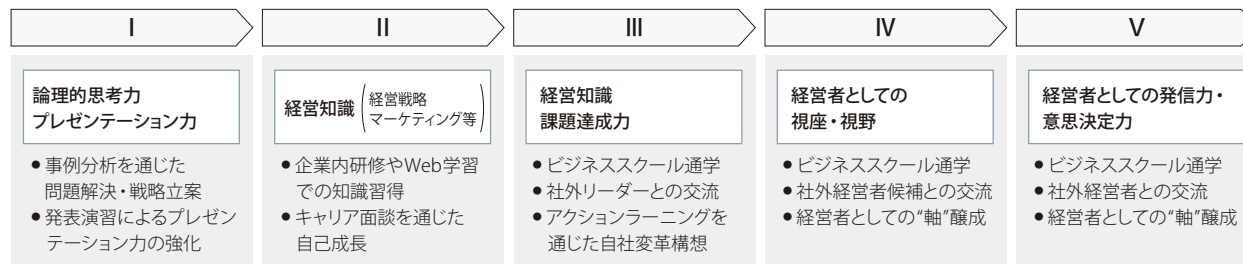 I
II
III
IV
V
論理的思考力
プレゼンテーション力
● 事例分析を通じた
問題解決・戦略立案
● 発表演習によるプレゼン
テーション力の強化
経営知識(経営戦略
マーケティング等)
● 企業内研修やWeb学習
での知識習得
● キャリア面談を通じた
自己成長
経営知識
課題達成力
● ビジネススクール通学
● 社外リーダーとの交流
● アクションラーニングを
通じた自社変革構想
経営者としての
視座・視野
● ビジネススクール通学
● 社外経営者候補との交流
● 経営者としての“軸”醸成
経営者としての発信力・
意思決定力
● ビジネススクール通学
● 社外経営者との交流
● 経営者としての“軸”醸成